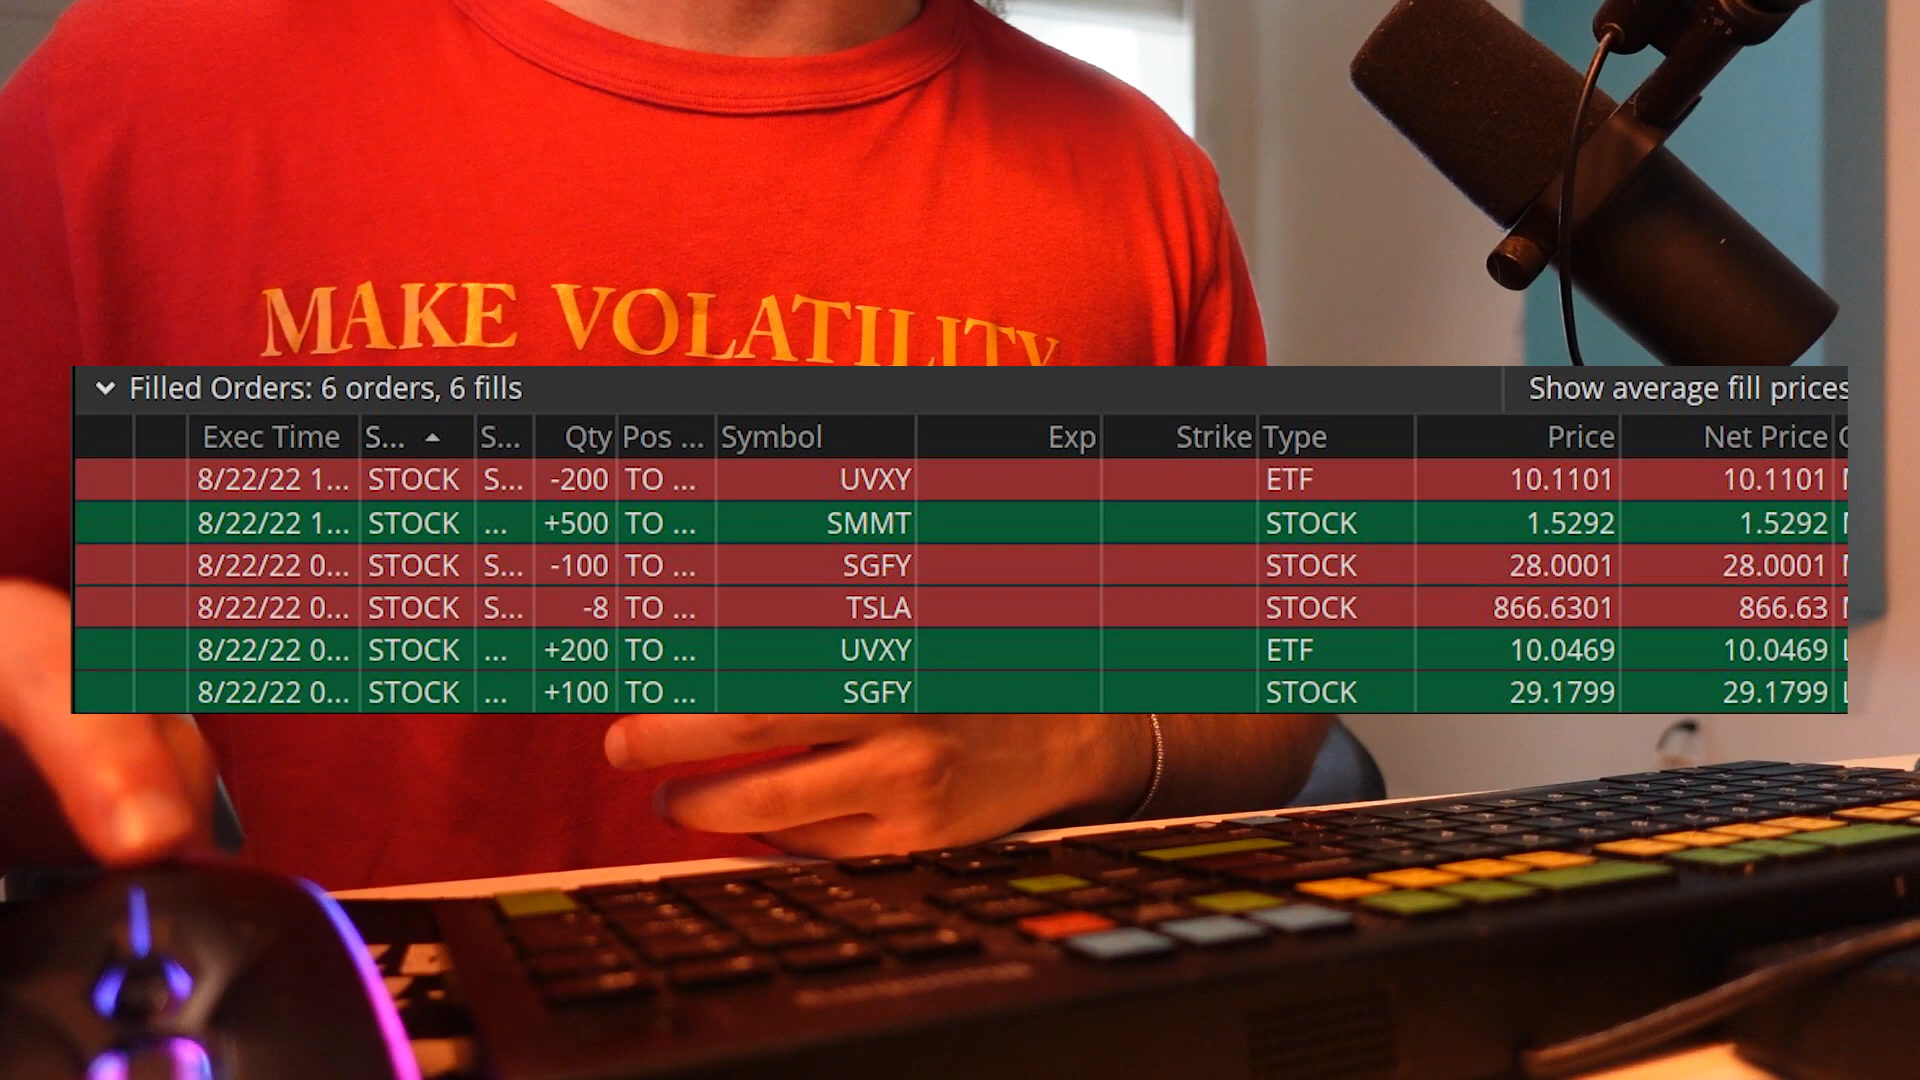 MAKE VOLATILITY
Filled Orders: 6 orders, 6 fills Show average fill prices
Exec Time S... S... Qty Pos ... Symbol Exp Strike Type Price Net Price
8/22/22 1... STOCK S... -200 TO ... UVXY ETF 10.1101 10.1101
8/22/22 1... STOCK ... +500 TO ... SMMT STOCK 1.5292 1.5292
8/22/22 0... STOCK S... -100 TO ... SGFY STOCK 28.0001 28.0001
8/22/22 0... STOCK S... -8 TO ... TSLA STOCK 866.6301 866.63
8/22/22 0... STOCK ... +200 TO ... UVXY ETF 10.0469 10.0469
8/22/22 0... STOCK ... +100 TO ... SGFY STOCK 29.1799 29.1799